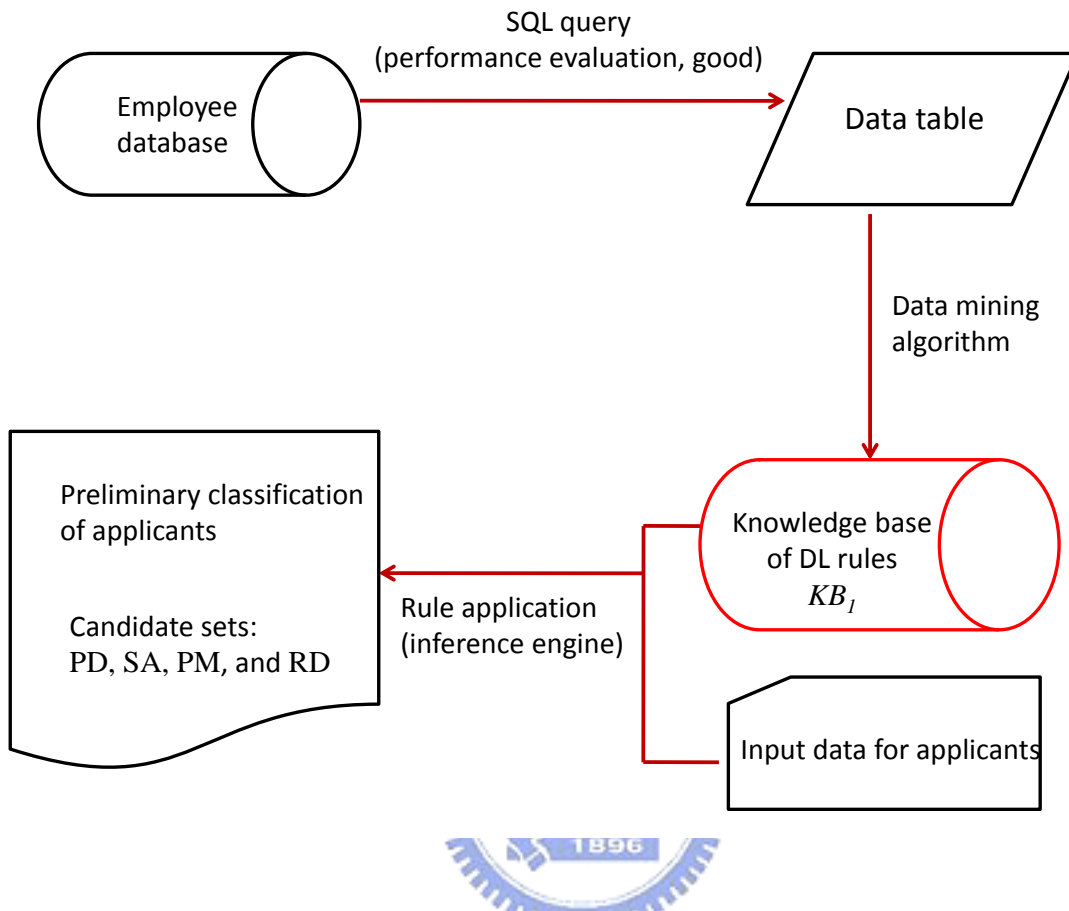 SQL query
(performance evaluation, good)
Employee
database
Data table
Data mining
algorithm
Preliminary classification
of applicants
Candidate sets:
PD, SA, PM, and RD
Rule application
(inference engine)
Knowledge base
of DL rules
KB1
Input data for applicants
1896